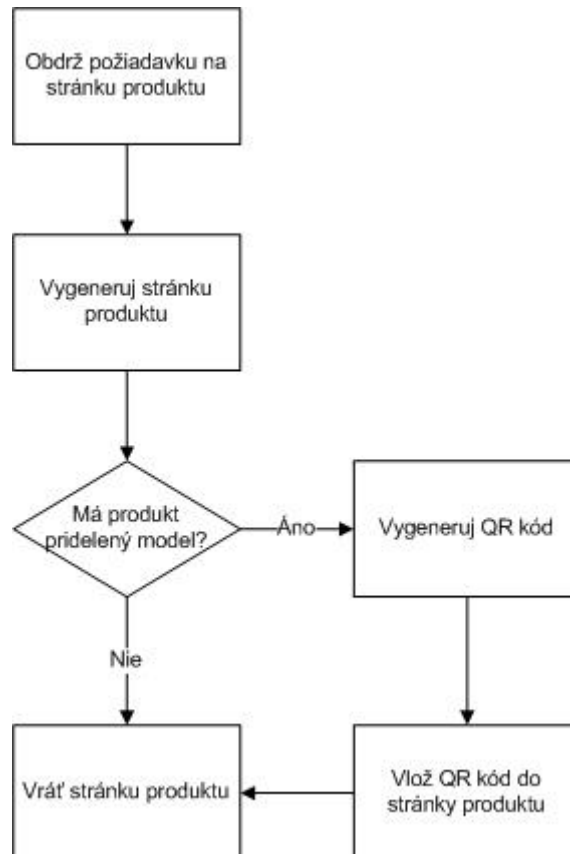 Obdrž požiadavku na
stránku produktu
Vygeneruj stránku
produktu
Má produkt
pridelený model?
Áno
Vygeneruj QR kód
Nie
Vráť stránku produktu
Vlož QR kód do
stránky produktu